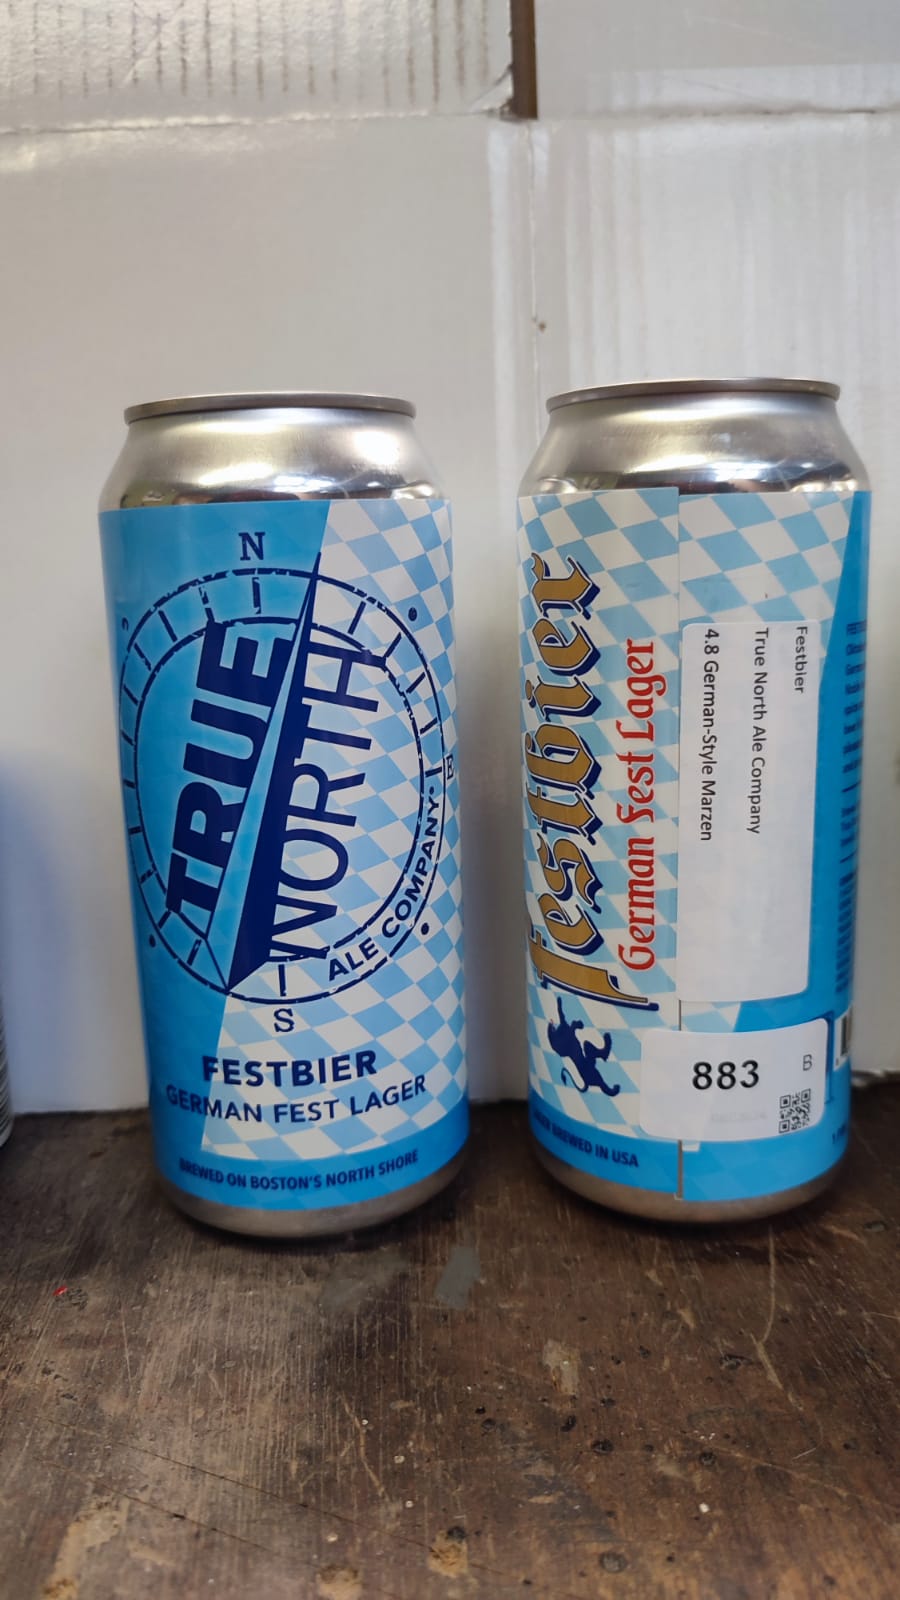 N
TRUE
NORTH
ALE COMPANY
E
S
FESTBIER
GERMAN FEST LAGER
BREWED ON BOSTON'S NORTH SHORE
Festbier
German Fest Lager
BREWED IN USA
Festbier
True North Ale Company
4.8 German-Style Marzen
883